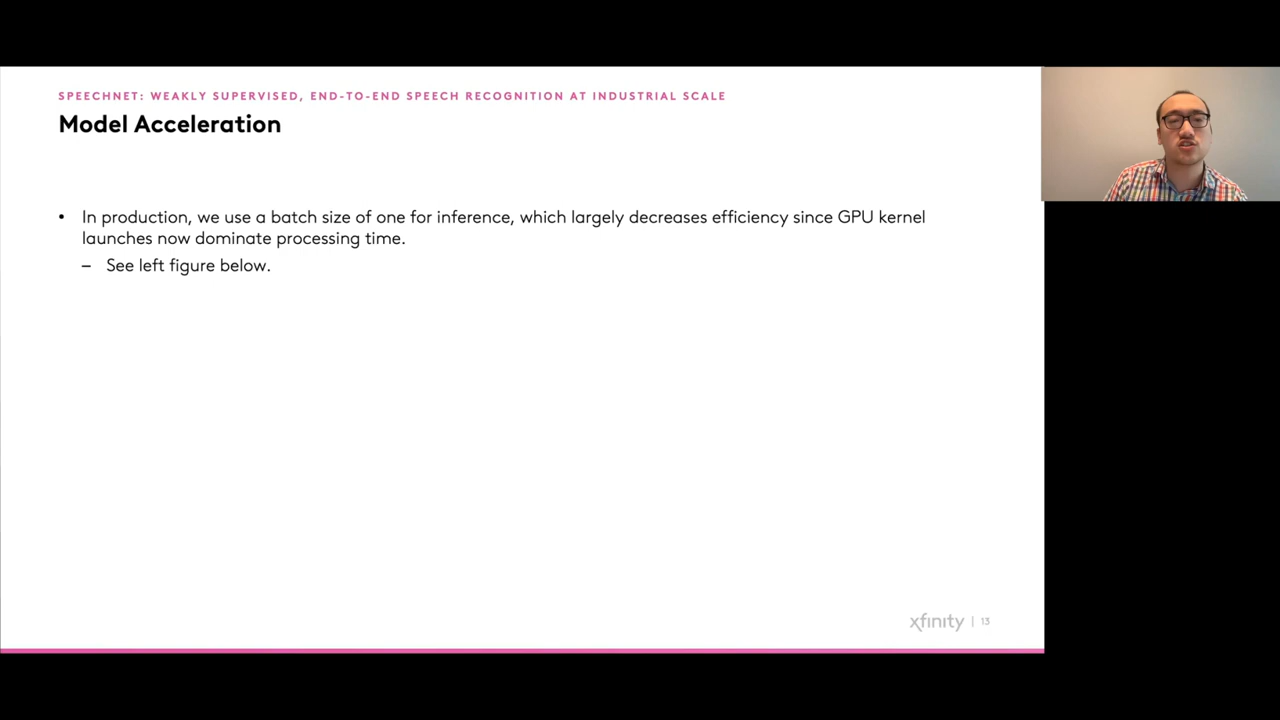 SPEECHNET: WEAKLY SUPERVISED, END-TO-END SPEECH RECOGNITION AT INDUSTRIAL SCALE
Model Acceleration
• In production, we use a batch size of one for inference, which largely decreases efficiency since GPU kernel
launches now dominate processing time.
– See left figure below.
xfinity | 13